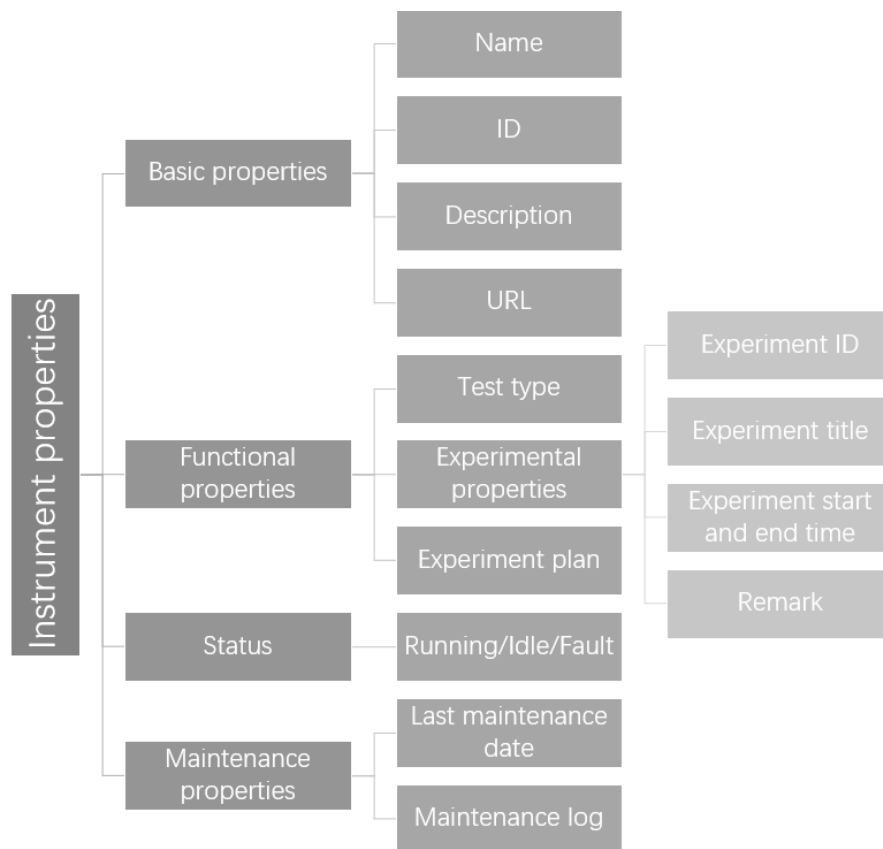 Instrument properties
Basic properties
Name
ID
Description
URL
Functional
properties
Test type
Experimental
properties
Experiment ID
Experiment title
Experiment start
and end time
Remark
Experiment plan
Status
Running/Idle/Fault
Maintenance
properties
Last maintenance
date
Maintenance log